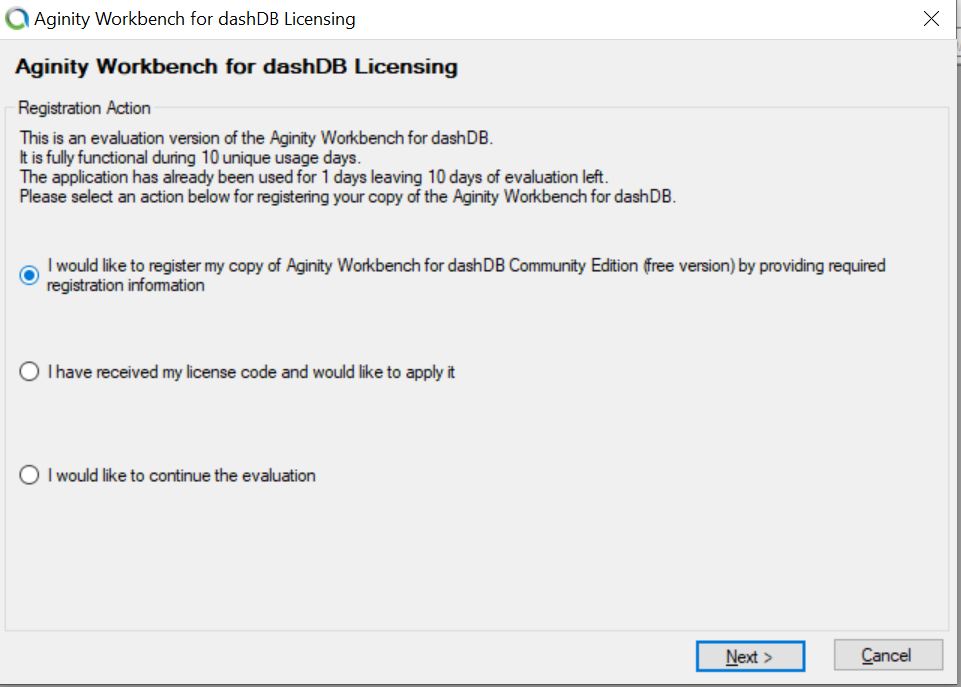 Aginity Workbench for dashDB Licensing
Aginity Workbench for dashDB Licensing
Registration Action
This is an evaluation version of the Aginity Workbench for dashDB.
It is fully functional during 10 unique usage days.
The application has already been used for 1 days leaving 10 days of evaluation left.
Please select an action below for registering your copy of the Aginity Workbench for dashDB.
I would like to register my copy of Aginity Workbench for dashDB Community Edition (free version) by providing required
registration information
I have received my license code and would like to apply it
I would like to continue the evaluation
Next >
Cancel